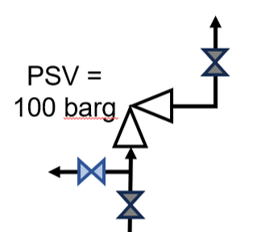 PSV =
100 barg